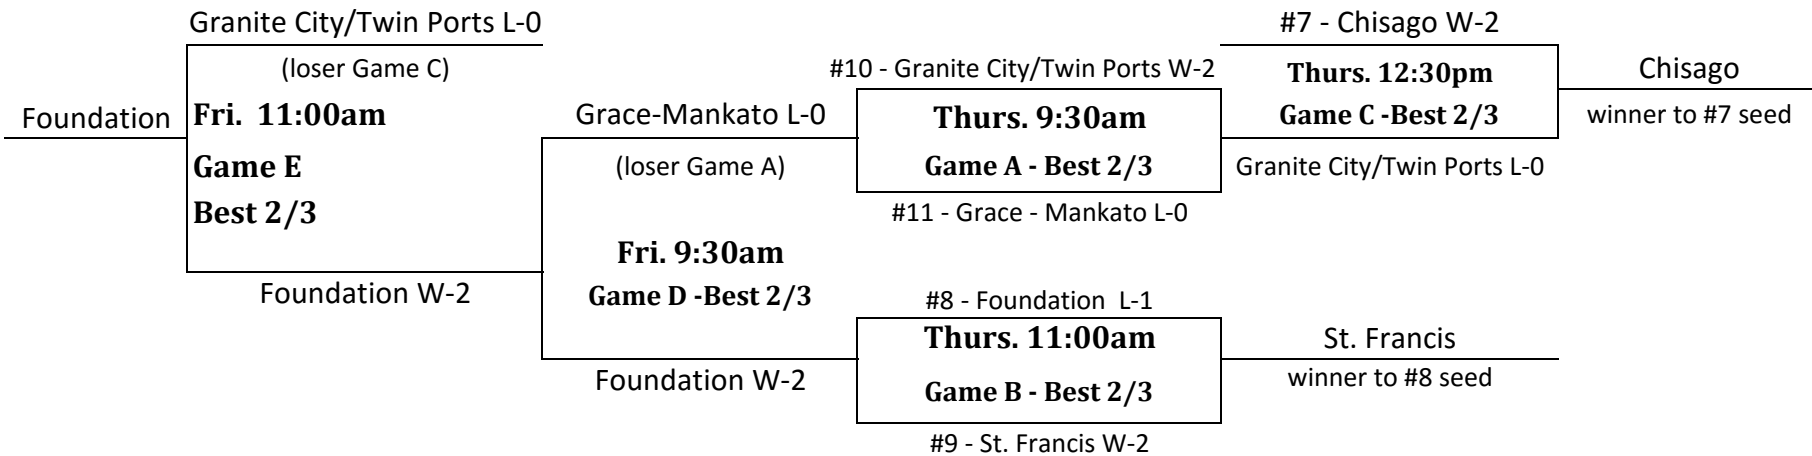 Granite City/Twin Ports L-0
(loser Game C)
Foundation
Fri.  11:00am
Game E
Best 2/3
Foundation W-2
Grace-Mankato L-0
(loser Game A)
Fri. 9:30am
Game D -Best 2/3
Foundation W-2
#10 - Granite City/Twin Ports W-2
Thurs. 9:30am
Game A - Best 2/3
#11 - Grace - Mankato L-0
#8 - Foundation  L-1
Thurs. 11:00am
Game B - Best 2/3
#9 - St. Francis W-2
#7 - Chisago W-2
Thurs. 12:30pm
Game C -Best 2/3
Granite City/Twin Ports L-0
Chisago
winner to #7 seed
St. Francis
winner to #8 seed